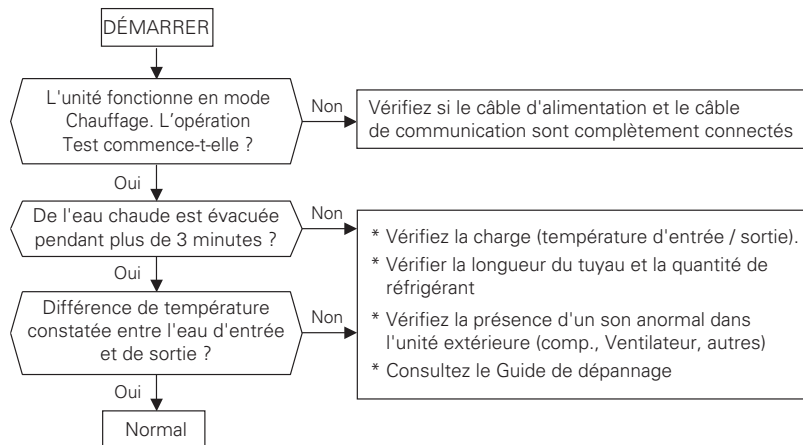 DÉMARRER
L'unité fonctionne en mode
Chauffage. L'opération
Test commence-t-elle ?
Non
Vérifiez si le câble d'alimentation et le câble
de communication sont complètement connectés
Oui
De l'eau chaude est évacuée
pendant plus de 3 minutes ?
Non
* Vérifiez la charge (température d'entrée / sortie).
* Vérifier la longueur du tuyau et la quantité de
réfrigérant
* Vérifiez la présence d'un son anormal dans
l'unité extérieure (comp., Ventilateur, autres)
* Consultez le Guide de dépannage
Oui
Différence de température
constatée entre l'eau d'entrée
et de sortie ?
Non
Oui
Normal